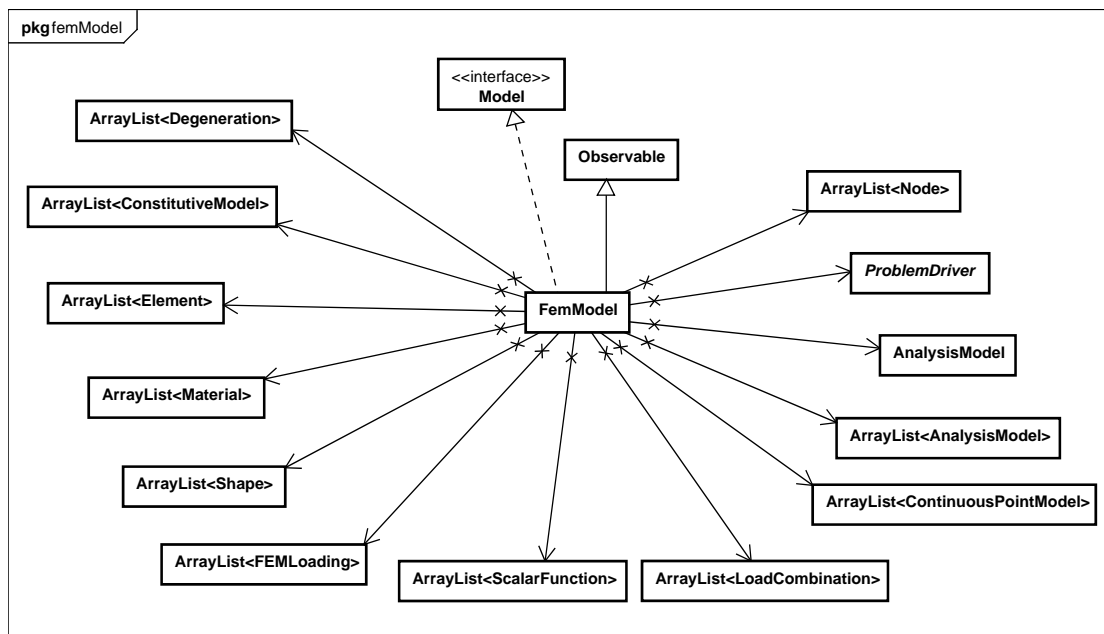 pkg femModel
<<interface>>
Model
ArrayList<Degeneration>
Observable
ArrayList<Node>
ArrayList<ConstitutiveModel>
ProblemDriver
ArrayList<Element>
FemModel
AnalysisModel
ArrayList<Material>
ArrayList<AnalysisModel>
ArrayList<Shape>
ArrayList<ContinuousPointModel>
ArrayList<FEMLoading>
ArrayList<ScalarFunction>
ArrayList<LoadCombination>